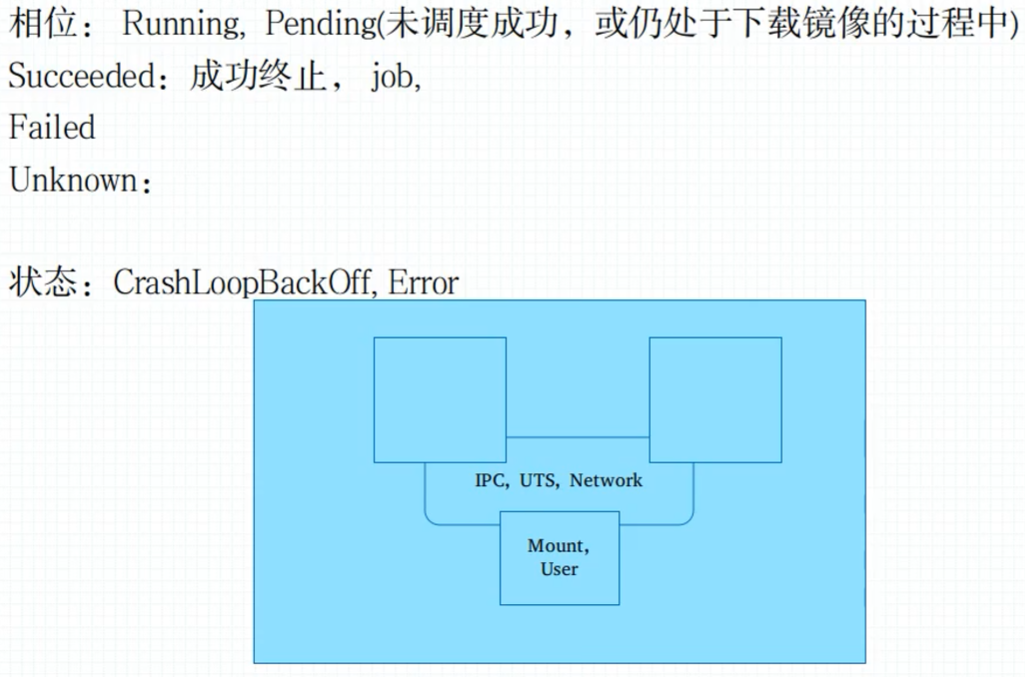 相位： Running, Pending(未调度成功，或仍处于下载镜像的过程中)
Succeeded：成功终止， job,
Failed
Unknown：
状态：CrashLoopBackOff, Error
IPC, UTS, Network
Mount,
User